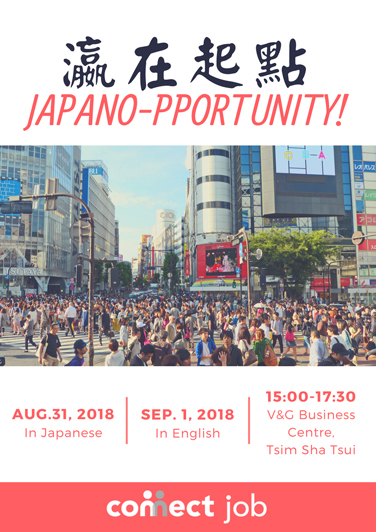 瀛在起點
JAPANO-PPORTUNITY!
AUG.31, 2018
In Japanese
SEP. 1, 2018
In English
15:00-17:30
V&G Business
Centre,
Tsim Sha Tsui
connect job